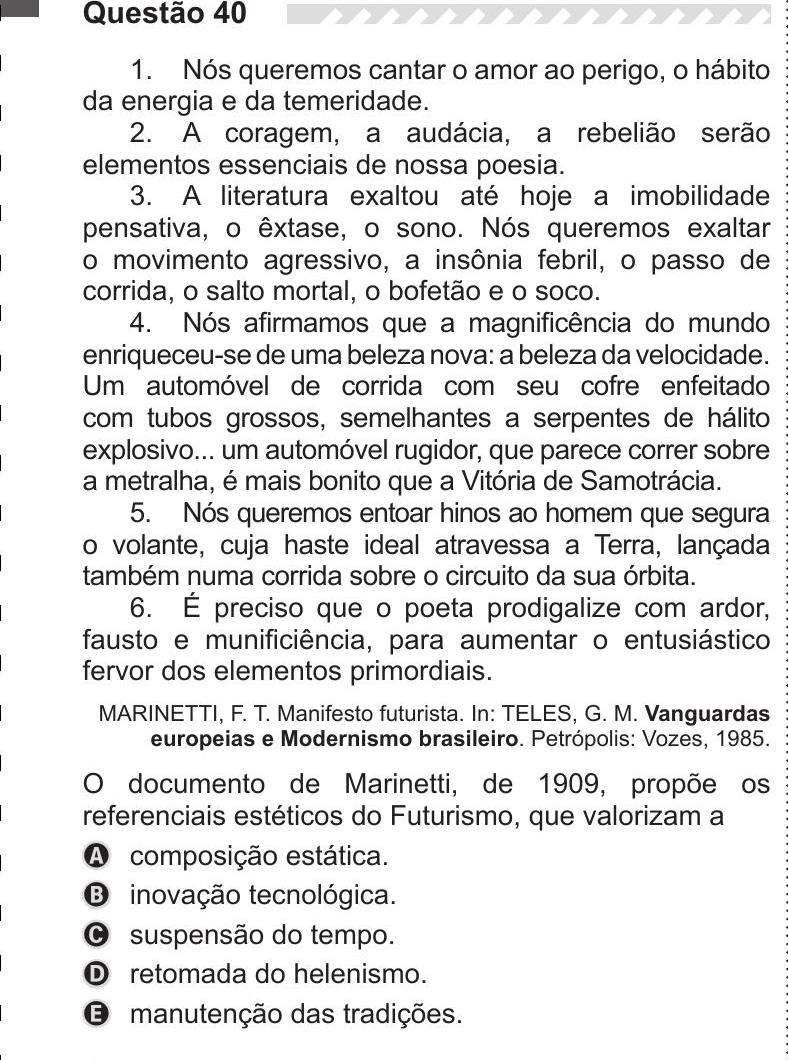 Questão 40
1. Nós queremos cantar o amor ao perigo, o hábito
da energia e da temeridade.
2. A coragem, a audácia, a rebelião serão
elementos essenciais de nossa poesia.
3. A literatura exaltou até hoje a imobilidade
pensativa, o êxtase, o sono. Nós queremos exaltar
o movimento agressivo, a insônia febril, o passo de
corrida, o salto mortal, o bofetão e o soco.
4. Nós afirmamos que a magnificência do mundo
enriqueceu-se de uma beleza nova: a beleza da velocidade.
Um automóvel de corrida com seu cofre enfeitado
com tubos grossos, semelhantes a serpentes de hálito
explosivo... um automóvel rugidor, que parece correr sobre
a metralha, é mais bonito que a Vitória de Samotrácia.
5. Nós queremos entoar hinos ao homem que segura
o volante, cuja haste ideal atravessa a Terra, lançada
também numa corrida sobre o circuito da sua órbita.
6. É preciso que o poeta prodigalize com ardor,
fausto e munificiência, para aumentar o entusiástico
fervor dos elementos primordiais.
MARINETTI, F. T. Manifesto futurista. In: TELES, G. M. Vanguardas
europeias e Modernismo brasileiro. Petrópolis: Vozes, 1985.
O documento de Marinetti, de 1909, propõe os
referenciais estéticos do Futurismo, que valorizam a
A composição estática.
B inovação tecnológica.
C suspensão do tempo.
D retomada do helenismo.
E manutenção das tradições.